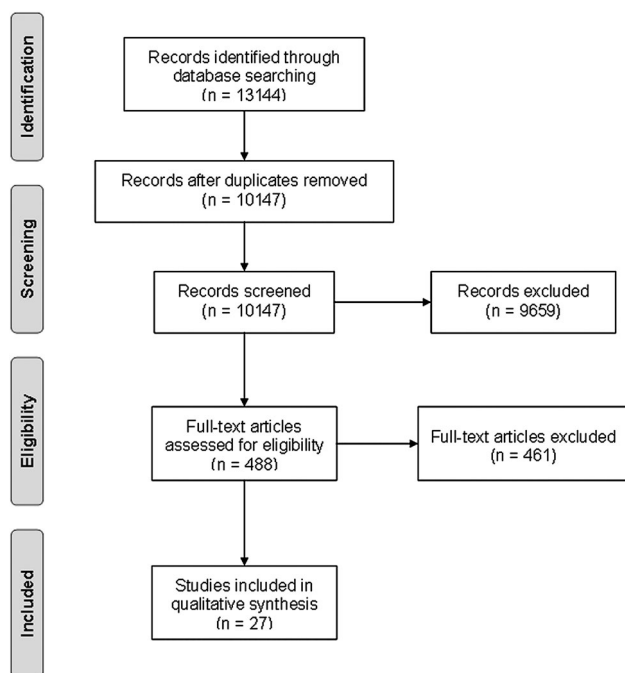 Identification
Records identified through
database searching
(n = 13144)
Records after duplicates removed
(n = 10147)
Screening
Records screened
(n = 10147)
Records excluded
(n = 9659)
Eligibility
Full-text articles
assessed for eligibility
(n = 488)
Full-text articles excluded
(n = 461)
Included
Studies included in
qualitative synthesis
(n = 27)